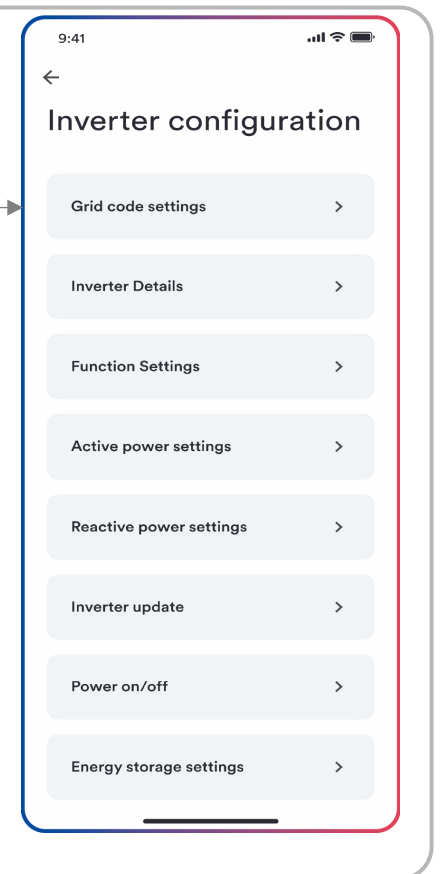 9:41
Inverter configuration
Grid code settings
Inverter Details
Function Settings
Active power settings
Reactive power settings
Inverter update
Power on/off
Energy storage settings